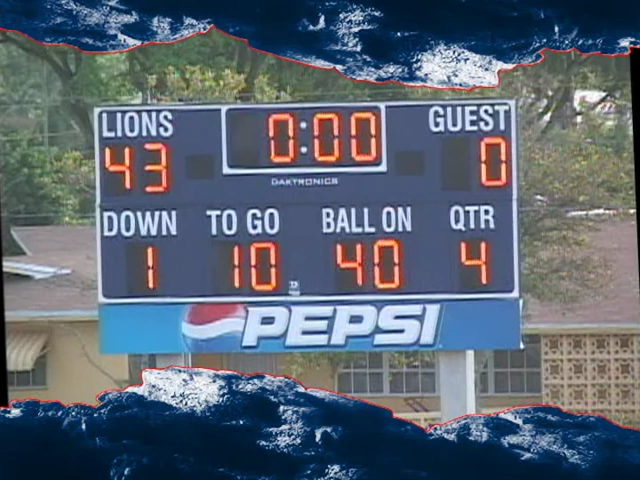 LIONS 0:00 GUEST
43 0
DAKTRONICS
DOWN TO GO BALL ON QTR
1 10 40 4
PEPSI